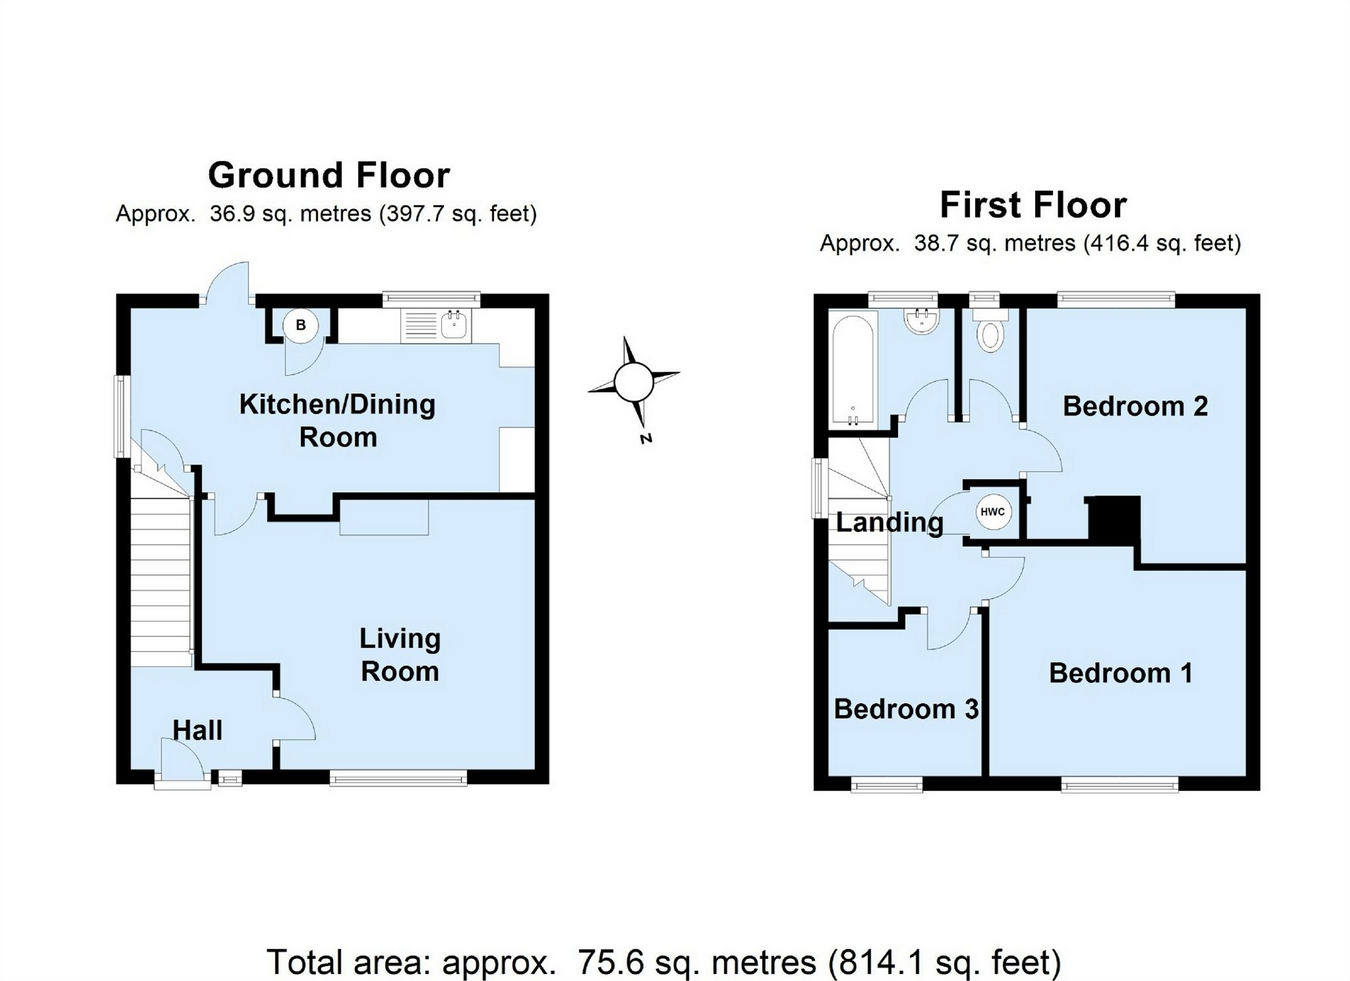 Ground Floor
Approx. 36.9 sq. metres (397.7 sq. feet)
B
Kitchen/Dining
Room
Living
Room
Hall
N
First Floor
Approx. 38.7 sq. metres (416.4 sq. feet)
Bedroom 2
HWC
Landing
Bedroom 1
Bedroom 3
Total area: approx. 75.6 sq. metres (814.1 sq. feet)